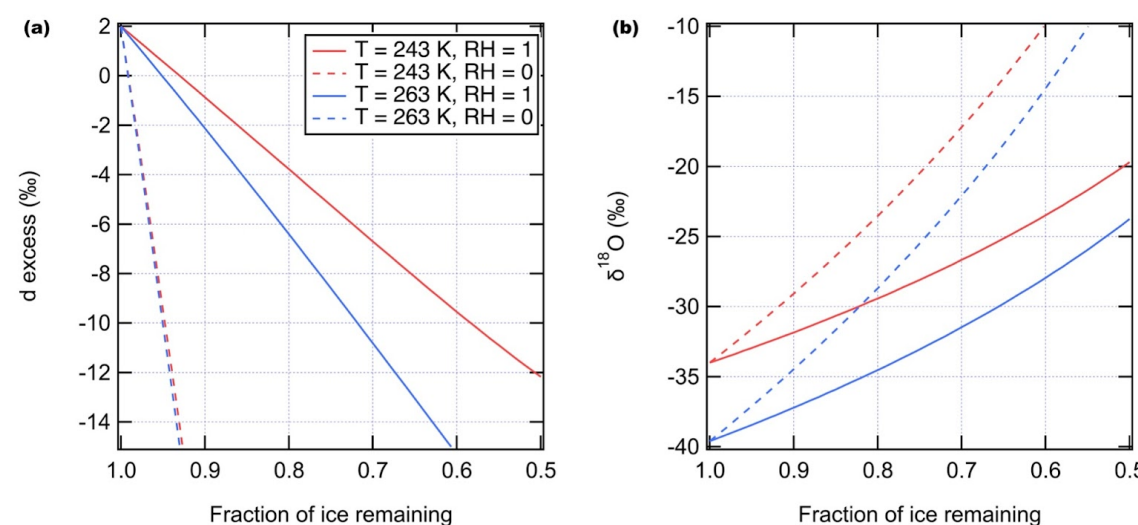 (a)
2
0
-2
-4
-6
-8
-10
-12
-14
d excess (‰)
T = 243 K, RH = 1
T = 243 K, RH = 0
T = 263 K, RH = 1
T = 263 K, RH = 0
1.0 0.9 0.8 0.7 0.6 0.5
Fraction of ice remaining
(b)
-10
-15
-20
-25
-30
-35
-40
δ¹⁸O (‰)
1.0 0.9 0.8 0.7 0.6 0.5
Fraction of ice remaining